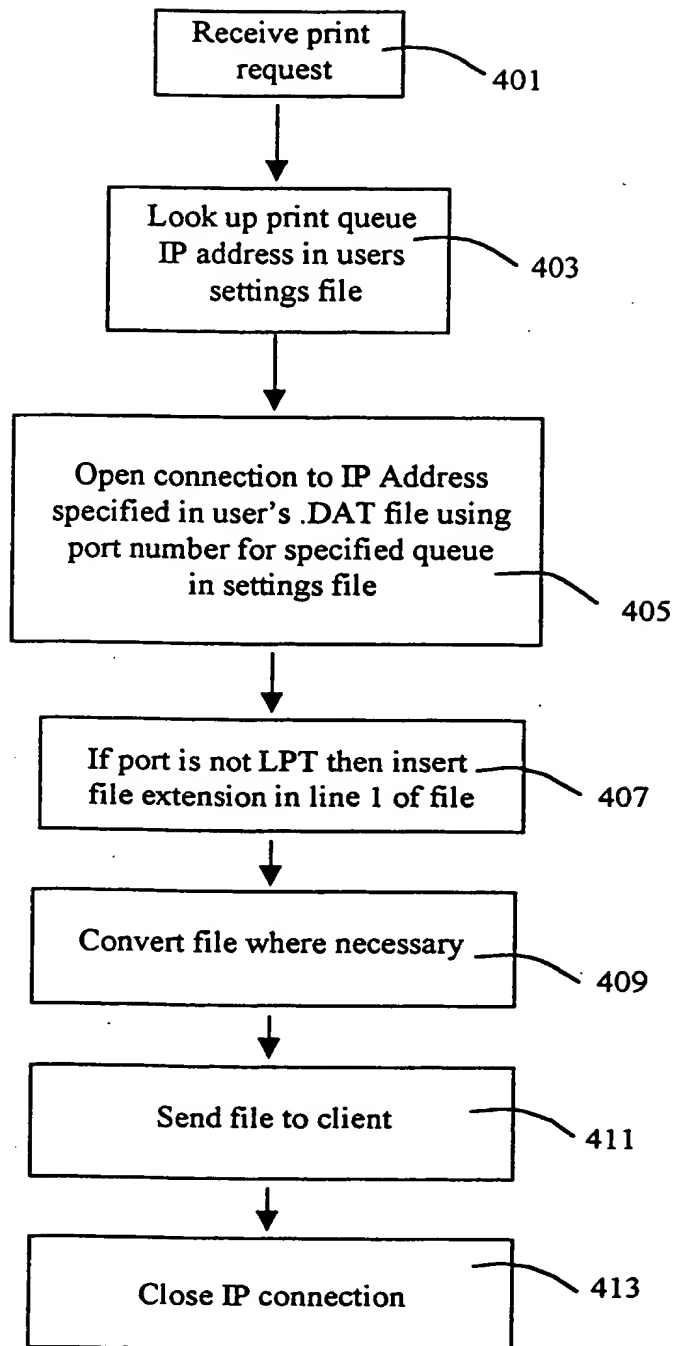 Receive print
request
401
Look up print queue
IP address in users
settings file
403
Open connection to IP Address
specified in user's .DAT file using
port number for specified queue
in settings file
405
If port is not LPT then insert
file extension in line 1 of file
407
Convert file where necessary
409
Send file to client
411
Close IP connection
413